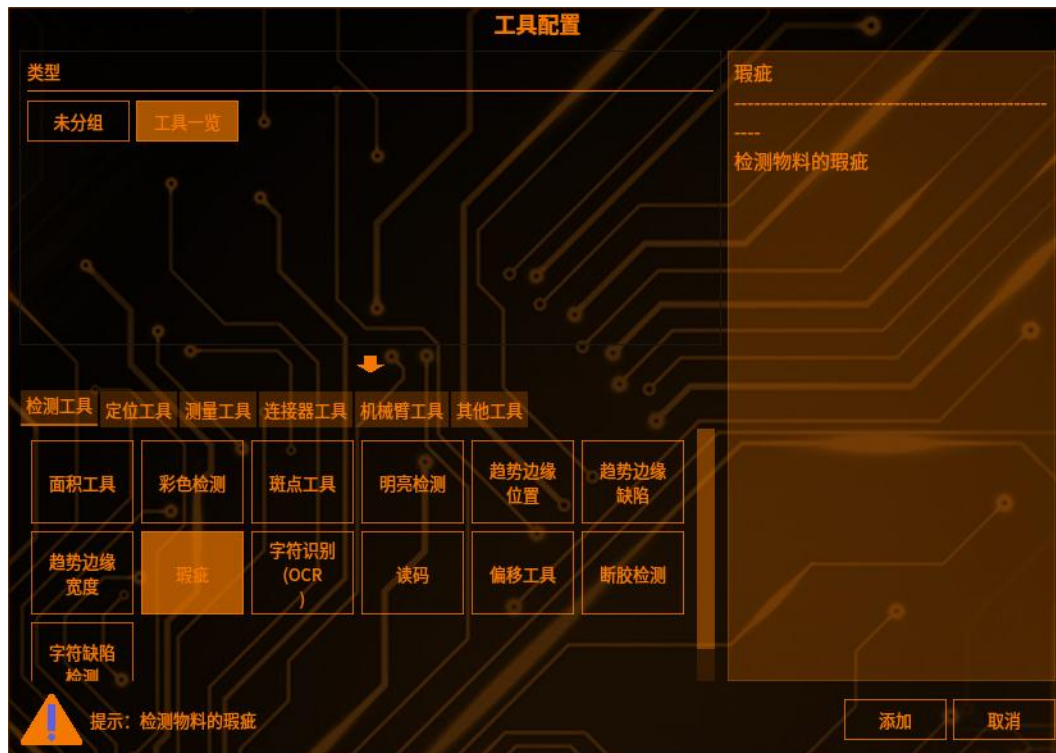 工具配置
类型
未分组
工具一览
瑕疵
----------------------------------------------
----
检测物料的瑕疵
检测工具
定位工具
测量工具
连接器工具
机械臂工具
其他工具
面积工具
彩色检测
斑点工具
明亮检测
趋势边缘
位置
趋势边缘
缺陷
趋势边缘
宽度
瑕疵
字符识别
(OCR
)
读码
偏移工具
断胶检测
字符缺陷
检测
提示：检测物料的瑕疵
添加
取消